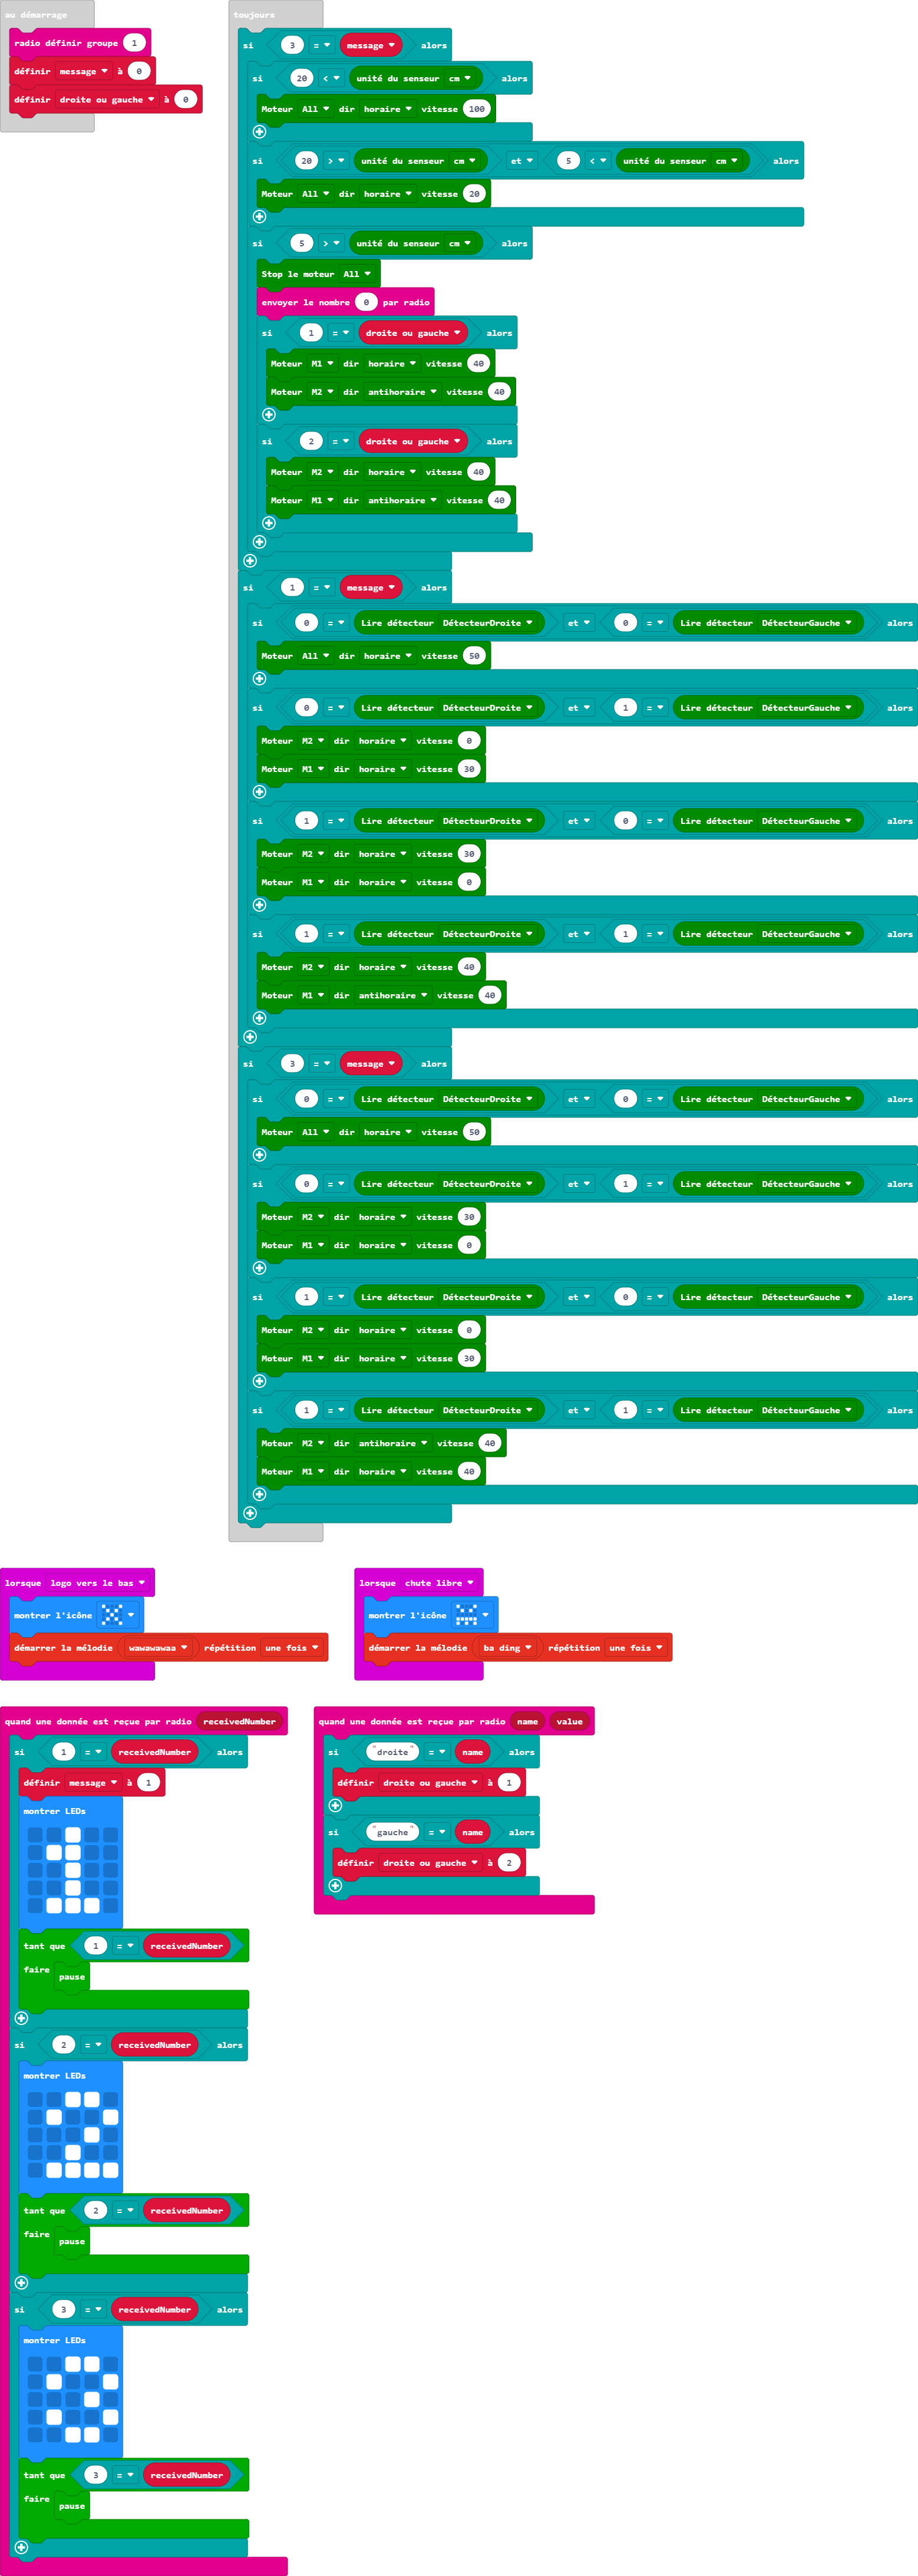 au démarrage
radio définir groupe 1
définir message à 0
définir droite ou gauche à 0
toujours
si 3 = message alors
si 20 < unité du senseur cm alors
Moteur All dir horaire vitesse 100
si 20 > unité du senseur cm et 5 < unité du senseur cm alors
Moteur All dir horaire vitesse 20
si 5 > unité du senseur cm alors
Stop le moteur All
envoyer le nombre 0 par radio
si 1 = droite ou gauche alors
Moteur M1 dir horaire vitesse 40
Moteur M2 dir antihoraire vitesse 40
si 2 = droite ou gauche alors
Moteur M2 dir horaire vitesse 40
Moteur M1 dir antihoraire vitesse 40
si 1 = message alors
si 0 = Lire détecteur DétecteurDroite et 0 = Lire détecteur DétecteurGauche alors
Moteur All dir horaire vitesse 50
si 0 = Lire détecteur DétecteurDroite et 1 = Lire détecteur DétecteurGauche alors
Moteur M2 dir horaire vitesse 0
Moteur M1 dir horaire vitesse 30
si 1 = Lire détecteur DétecteurDroite et 0 = Lire détecteur DétecteurGauche alors
Moteur M2 dir horaire vitesse 30
Moteur M1 dir horaire vitesse 0
si 1 = Lire détecteur DétecteurDroite et 1 = Lire détecteur DétecteurGauche alors
Moteur M2 dir horaire vitesse 40
Moteur M1 dir antihoraire vitesse 40
si 3 = message alors
si 0 = Lire détecteur DétecteurDroite et 0 = Lire détecteur DétecteurGauche alors
Moteur All dir horaire vitesse 50
si 0 = Lire détecteur DétecteurDroite et 1 = Lire détecteur DétecteurGauche alors
Moteur M2 dir horaire vitesse 30
Moteur M1 dir horaire vitesse 0
si 1 = Lire détecteur DétecteurDroite et 0 = Lire détecteur DétecteurGauche alors
Moteur M2 dir horaire vitesse 0
Moteur M1 dir horaire vitesse 30
si 1 = Lire détecteur DétecteurDroite et 1 = Lire détecteur DétecteurGauche alors
Moteur M2 dir antihoraire vitesse 40
Moteur M1 dir horaire vitesse 40
lorsque logo vers le bas
montrer l'icône
démarrer la mélodie wawawawaa répétition une fois
lorsque chute libre
montrer l'icône
démarrer la mélodie ba ding répétition une fois
quand une donnée est reçue par radio receivedNumber
si 1 = receivedNumber alors
définir message à 1
montrer LEDs
tant que 1 = receivedNumber
faire pause
si 2 = receivedNumber alors
montrer LEDs
tant que 2 = receivedNumber
faire pause
si 3 = receivedNumber alors
montrer LEDs
tant que 3 = receivedNumber
faire pause
quand une donnée est reçue par radio name value
si "droite" = name alors
définir droite ou gauche à 1
si "gauche" = name alors
définir droite ou gauche à 2